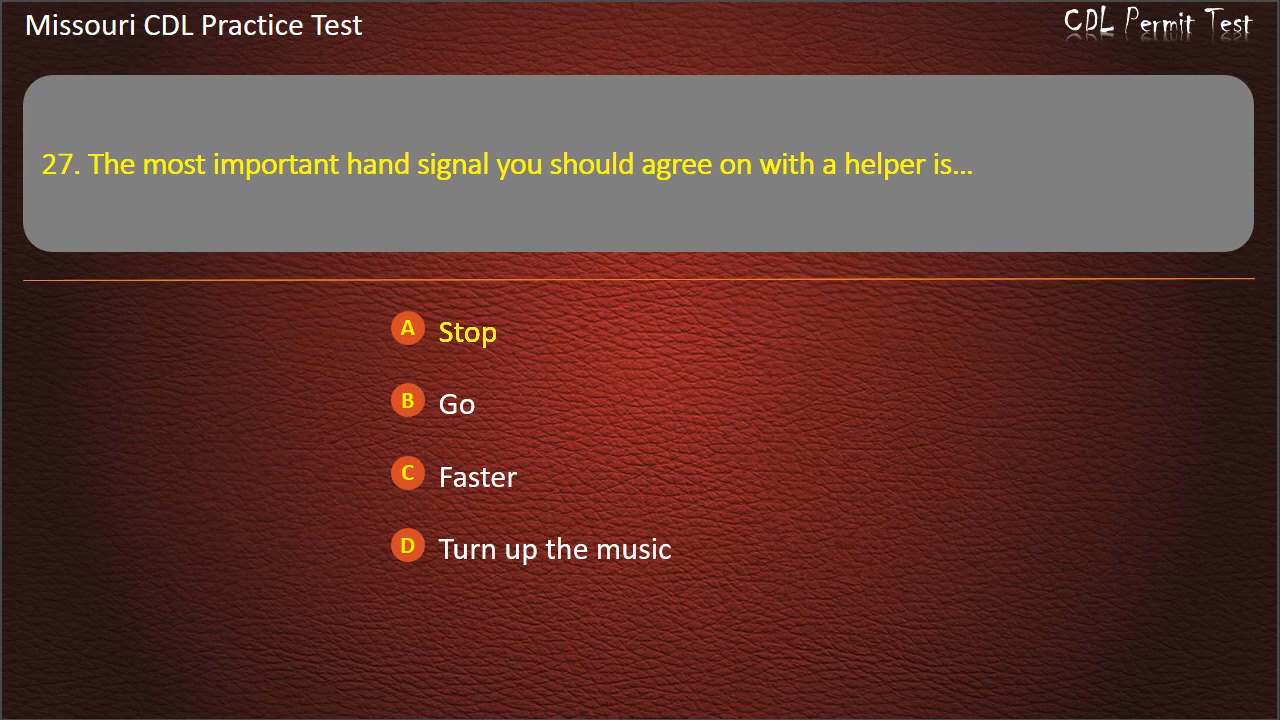 Missouri CDL Practice Test
CDL Permit Test
27. The most important hand signal you should agree on with a helper is...
A Stop
B Go
C Faster
D Turn up the music